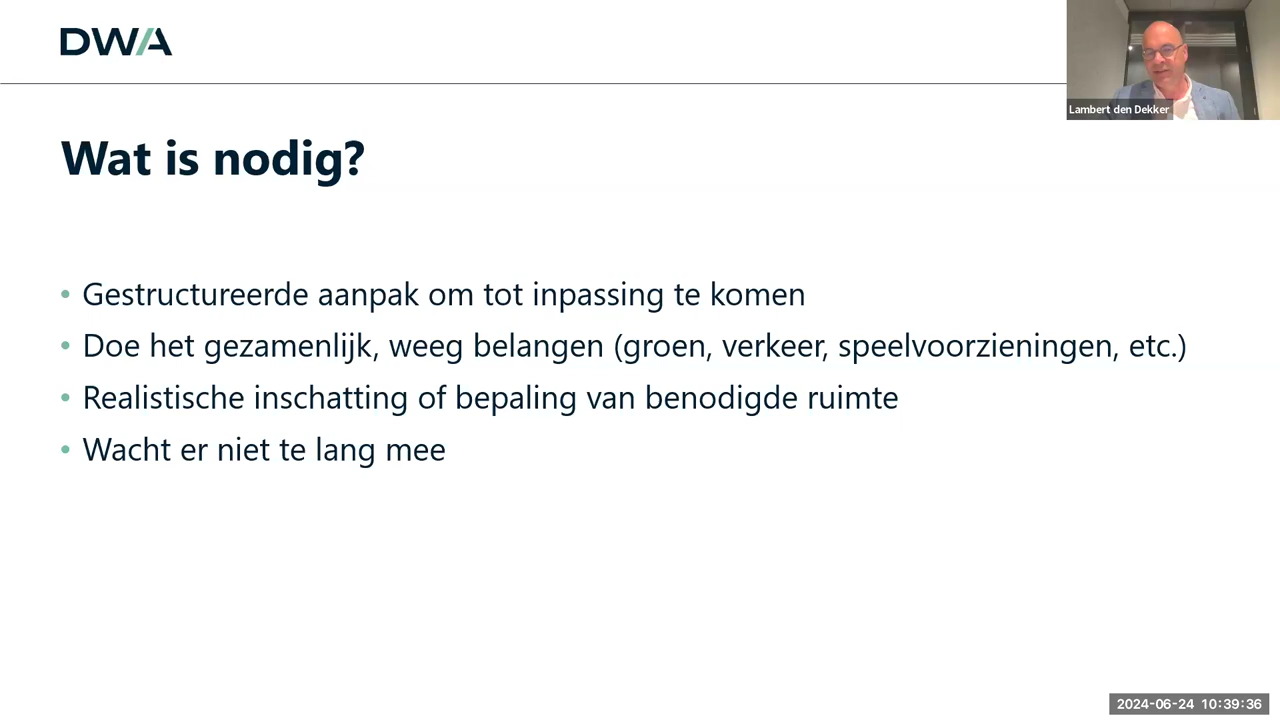 DWA
Lambert den Dekker
Wat is nodig?
• Gestructureerde aanpak om tot inpassing te komen
• Doe het gezamenlijk, weeg belangen (groen, verkeer, speelvoorzieningen, etc.)
• Realistische inschatting of bepaling van benodigde ruimte
• Wacht er niet te lang mee
2024-06-24 10:39:36